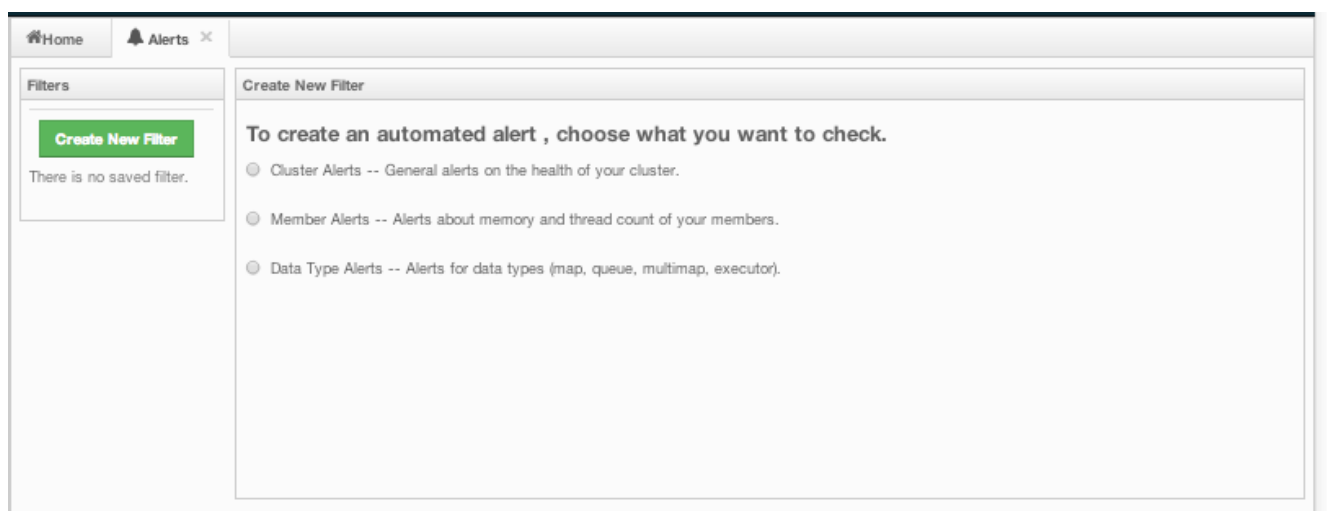 Home
Alerts ×
Filters
Create New Filter
There is no saved filter.
Create New Filter
To create an automated alert , choose what you want to check.
Cluster Alerts -- General alerts on the health of your cluster.
Member Alerts -- Alerts about memory and thread count of your members.
Data Type Alerts -- Alerts for data types (map, queue, multimap, executor).